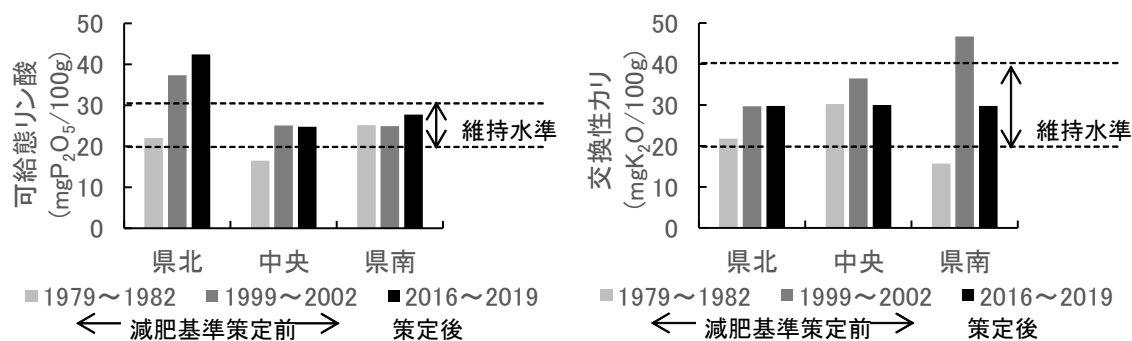 可給態リン酸
(mgP₂O₅/100g)
50
40
30
20
10
0
維持水準
県北
中央
県南
1979～1982
1999～2002
2016～2019
減肥基準策定前
策定後
交換性カリ
(mgK₂O/100g)
50
40
30
20
10
0
維持水準
県北
中央
県南
1979～1982
1999～2002
2016～2019
減肥基準策定前
策定後